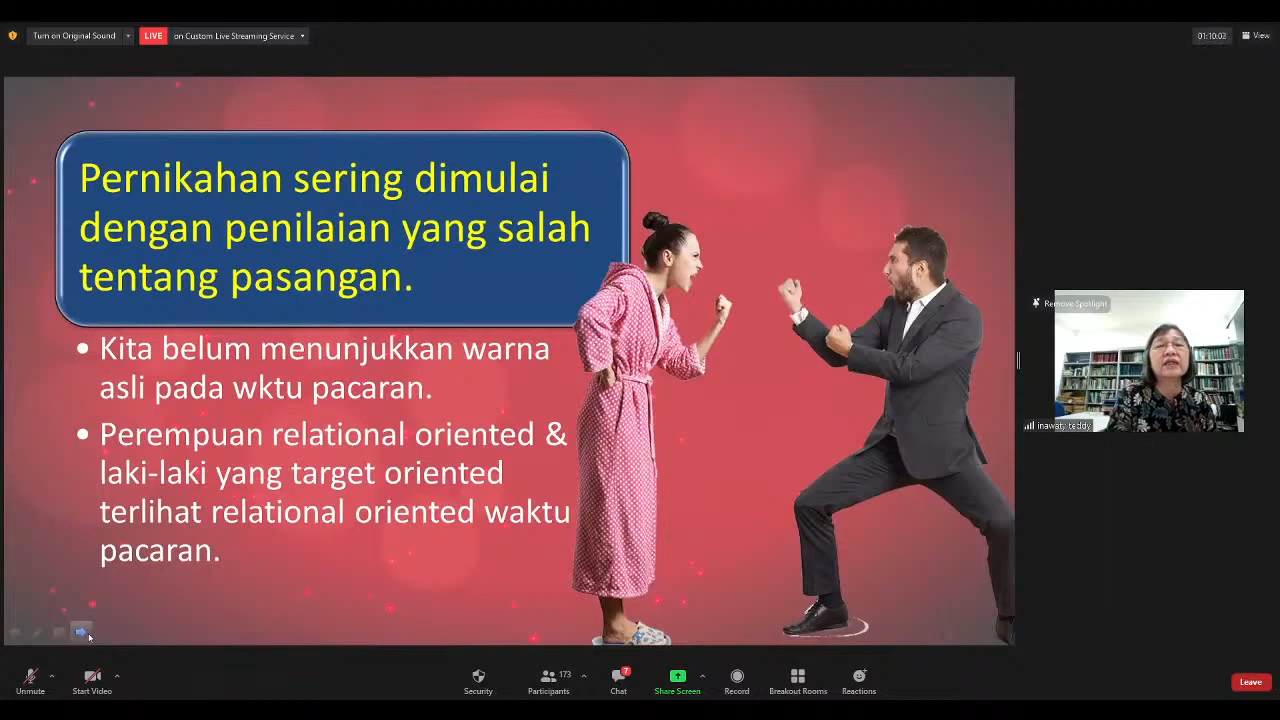 Turn on Original Sound
LIVE
on Custom Live Streaming Service
01:10:02
View
Pernikahan sering dimulai
dengan penilaian yang salah
tentang pasangan.
• Kita belum menunjukkan warna
asli pada wktu pacaran.
• Perempuan relational oriented &
laki-laki yang target oriented
terlihat relational oriented waktu
pacaran.
Remove Spotlight
inawaty teddy
Unmute
Start Video
Security
Participants
173
Chat
7
Share Screen
Record
Breakout Rooms
Reactions
Leave